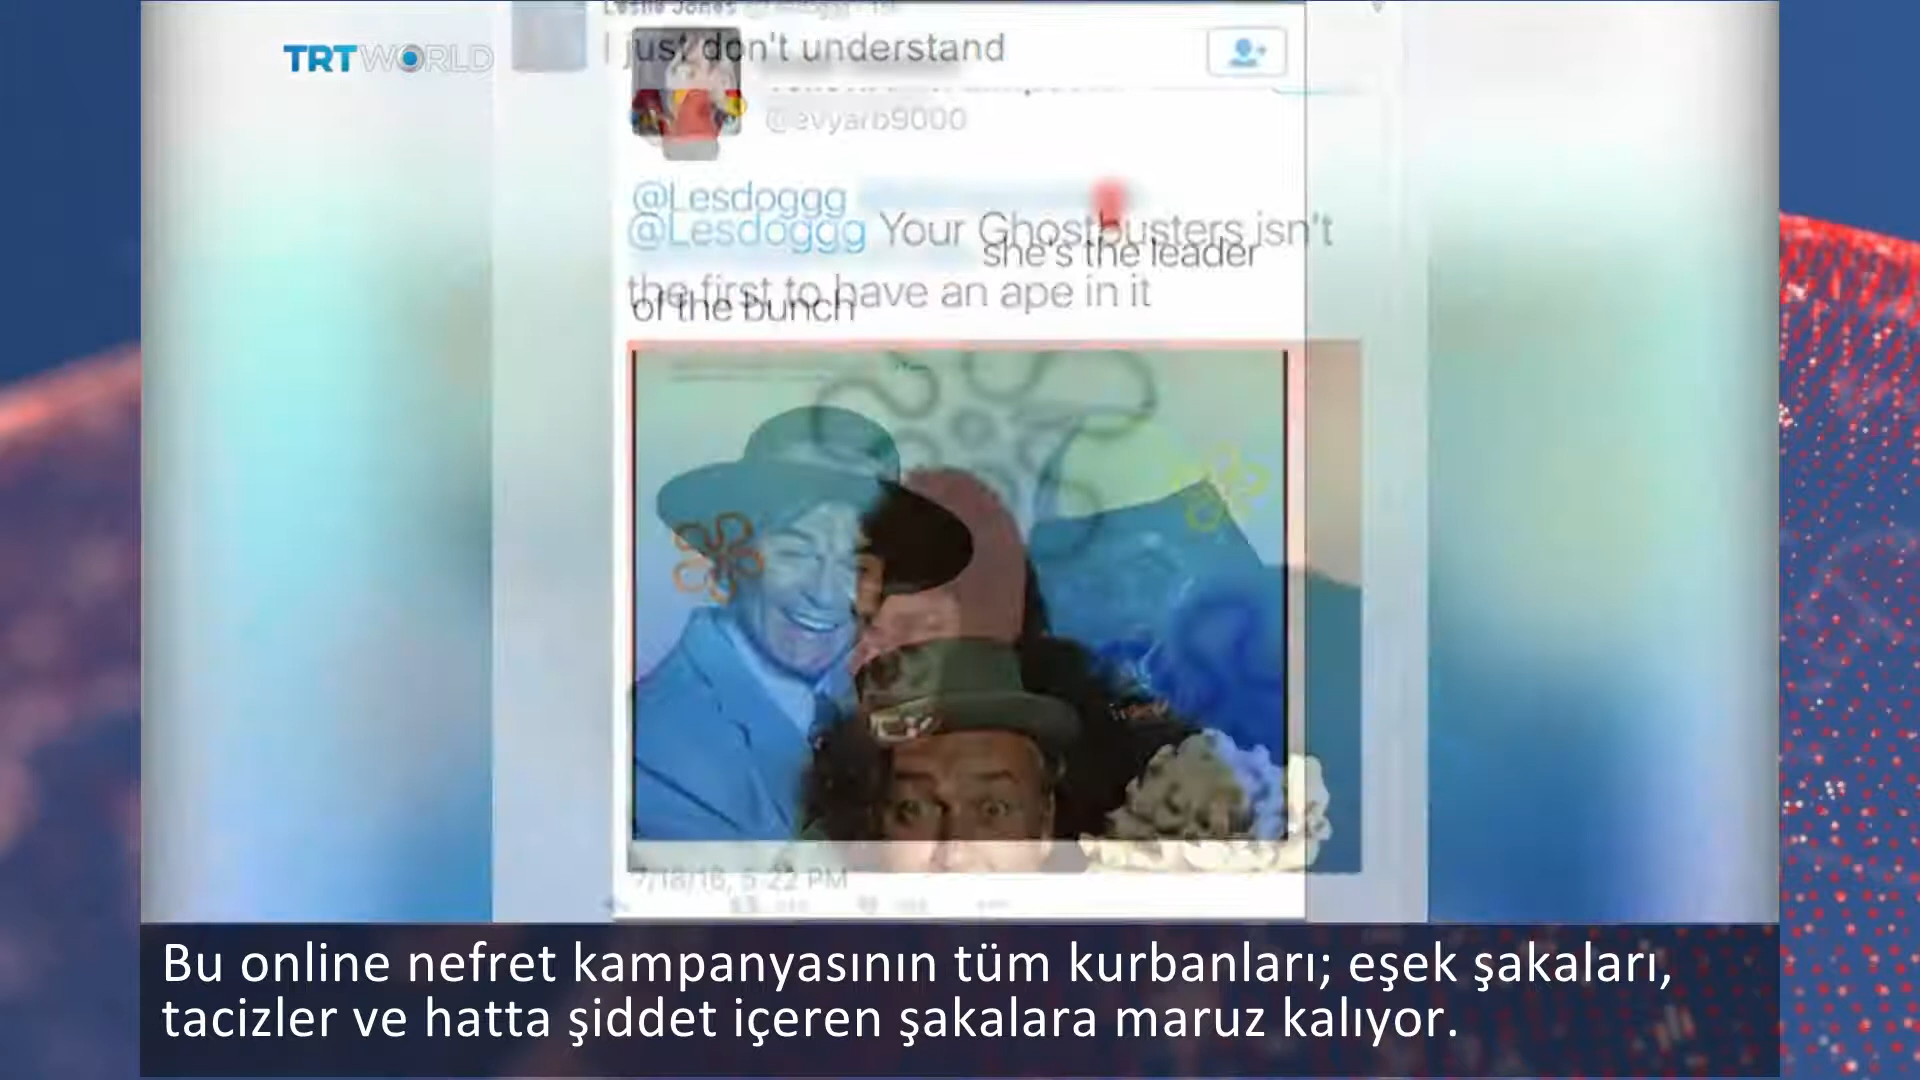 TRT WORLD
Leslie Jones
I just don't understand
@evyarb9000
@Lesdoggg
@Lesdoggg Your Ghostbusters isn't
she's the leader
the first to have an ape in it
of the bunch
7/18/16, 5:22 PM
Bu online nefret kampanyasının tüm kurbanları; eşek şakaları,
tacizler ve hatta şiddet içeren şakalara maruz kalıyor.